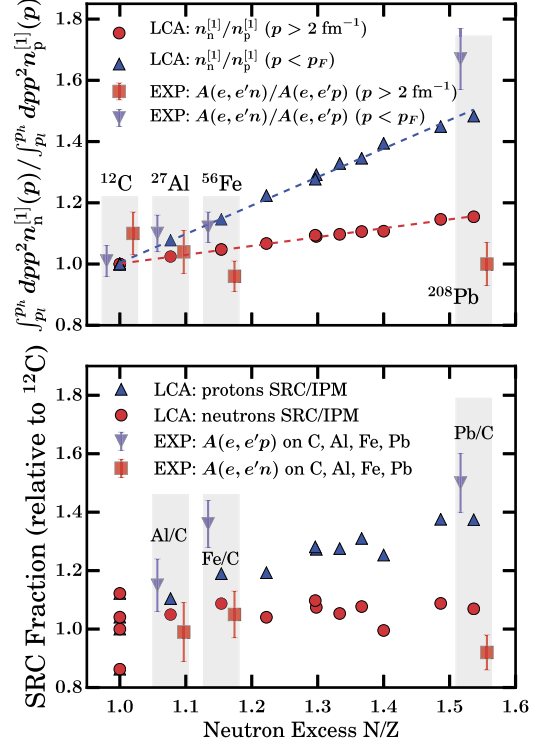 ∫_{p_l}^{p_h} dpp² n_n^{[1]}(p) / ∫_{p_l}^{p_h} dpp² n_p^{[1]}(p)
LCA: n_n^{[1]}/n_p^{[1]} (p > 2 fm⁻¹)
LCA: n_n^{[1]}/n_p^{[1]} (p < p_F)
EXP: A(e, e′n)/A(e, e′p) (p > 2 fm⁻¹)
EXP: A(e, e′n)/A(e, e′p) (p < p_F)
1.8
1.6
1.4
1.2
1.0
0.8
¹²C
²⁷Al
⁵⁶Fe
²⁰⁸Pb
SRC Fraction (relative to ¹²C)
LCA: protons SRC/IPM
LCA: neutrons SRC/IPM
EXP: A(e, e′p) on C, Al, Fe, Pb
EXP: A(e, e′n) on C, Al, Fe, Pb
1.8
1.6
1.4
1.2
1.0
0.8
Al/C
Fe/C
Pb/C
1.0 1.1 1.2 1.3 1.4 1.5 1.6
Neutron Excess N/Z